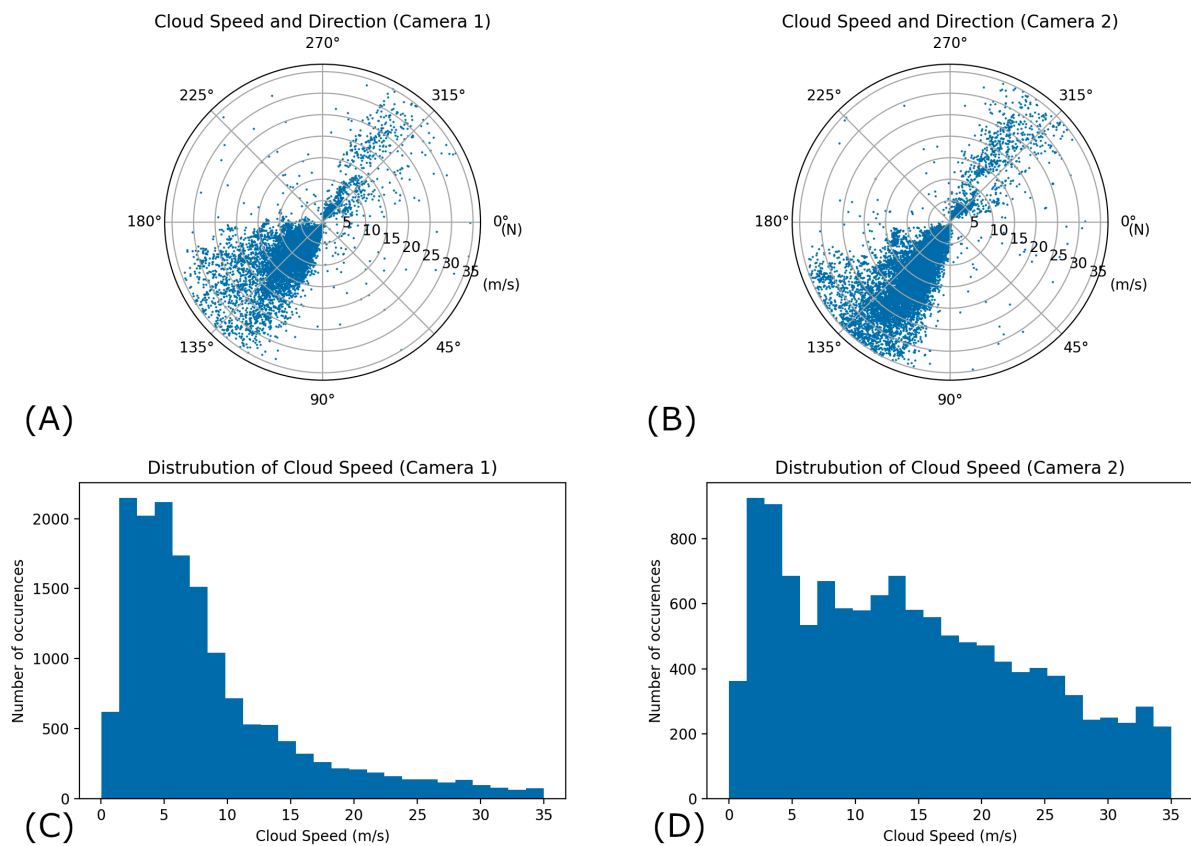 Cloud Speed and Direction (Camera 1)
270°
225°
315°
180°
0°
(N)
5
10
15
20
25
30
35
(m/s)
135°
45°
90°
(A)
Cloud Speed and Direction (Camera 2)
270°
225°
315°
180°
0°
(N)
5
10
15
20
25
30
35
(m/s)
135°
45°
90°
(B)
Distrubution of Cloud Speed (Camera 1)
Number of occurences
2000
1500
1000
500
0
0 5 10 15 20 25 30 35
Cloud Speed (m/s)
(C)
Distrubution of Cloud Speed (Camera 2)
Number of occurences
800
600
400
200
0
0 5 10 15 20 25 30 35
Cloud Speed (m/s)
(D)